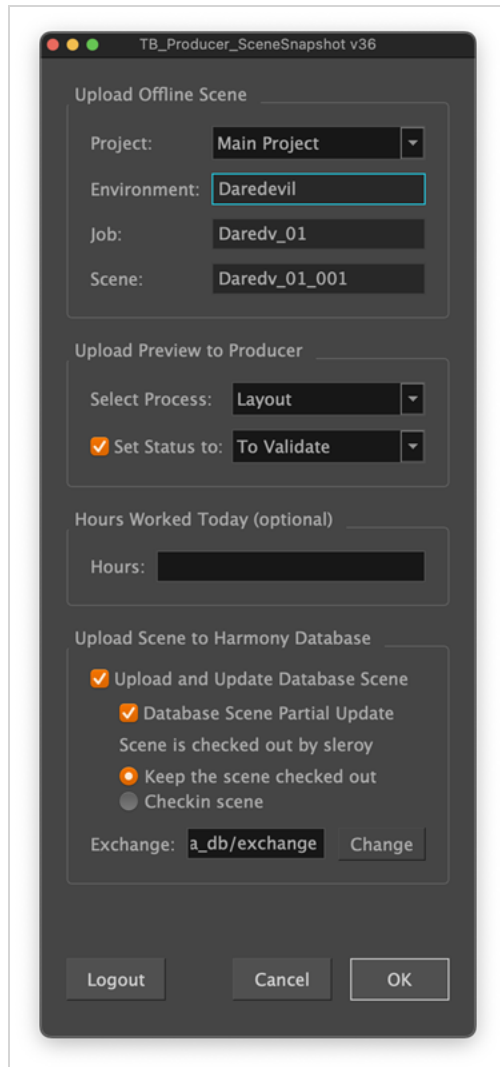 TB_Producer_SceneSnapshot v36
Upload Offline Scene
Project: Main Project
Environment: Daredevil
Job: Daredv_01
Scene: Daredv_01_001
Upload Preview to Producer
Select Process: Layout
Set Status to: To Validate
Hours Worked Today (optional)
Hours:
Upload Scene to Harmony Database
Upload and Update Database Scene
Database Scene Partial Update
Scene is checked out by sleroy
Keep the scene checked out
Checkin scene
Exchange: a_db/exchange Change
Logout Cancel OK